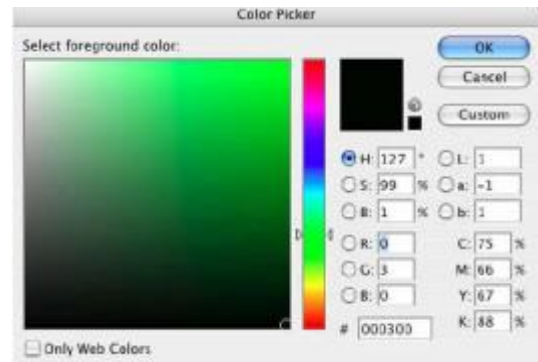 Color Picker
Select foreground color:
OK
Cancel
Custom
H: 127 °
L: 1
S: 99 %
a: -1
B: 1 %
b: 1
R: 0
C: 75 %
G: 3
M: 66 %
B: 0
Y: 67 %
# 000300
K: 88 %
Only Web Colors